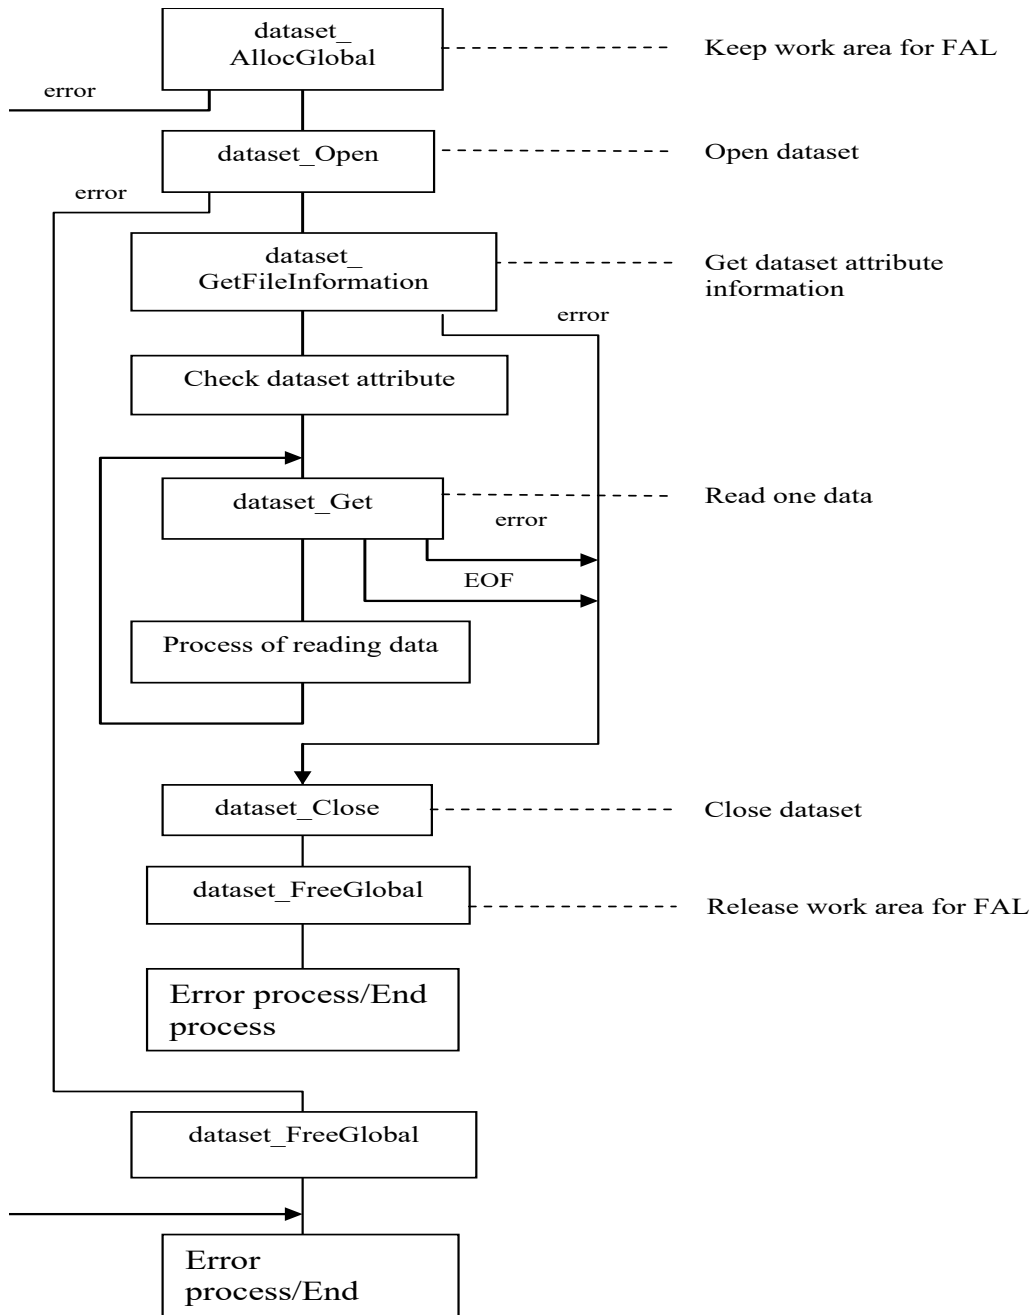 dataset_
AllocGlobal
Keep work area for FAL
error
dataset_Open
Open dataset
error
dataset_
GetFileInformation
Get dataset attribute
information
error
Check dataset attribute
dataset_Get
Read one data
error
EOF
Process of reading data
dataset_Close
Close dataset
dataset_FreeGlobal
Release work area for FAL
Error process/End
process
dataset_FreeGlobal
Error
process/End